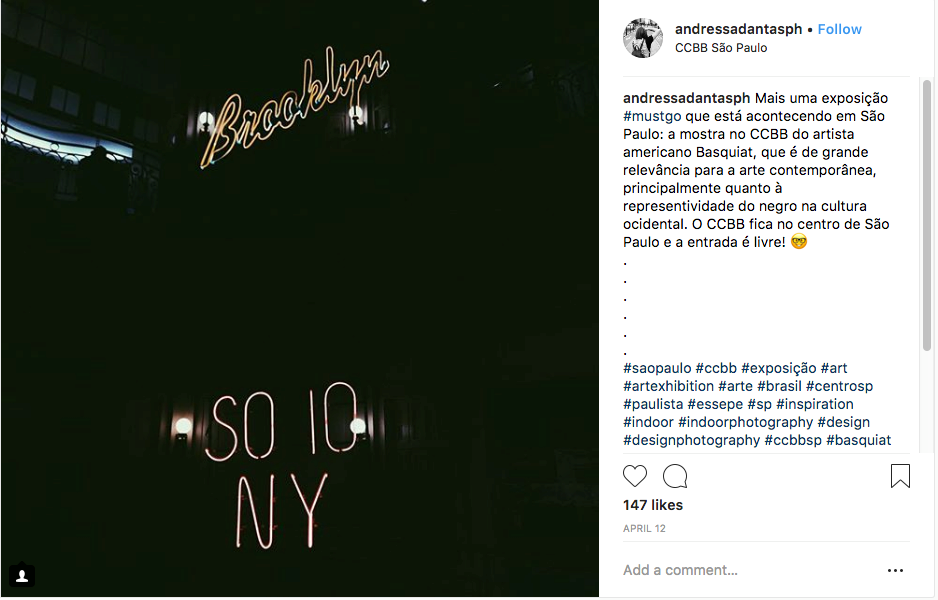 Brooklyn
SO IO
NY
andressadantasph • Follow
CCBB São Paulo
andressadantasph Mais uma exposição
#mustgo que está acontecendo em São
Paulo: a mostra no CCBB do artista
americano Basquiat, que é de grande
relevância para a arte contemporânea,
principalmente quanto à
representividade do negro na cultura
ocidental. O CCBB fica no centro de São
Paulo e a entrada é livre! 🤓
.
.
.
.
.
.
#saopaulo #ccbb #exposição #art
#artexhibition #arte #brasil #centrosp
#paulista #essepe #sp #inspiration
#indoor #indoorphotography #design
#designphotography #ccbbsp #basquiat
147 likes
APRIL 12
Add a comment...